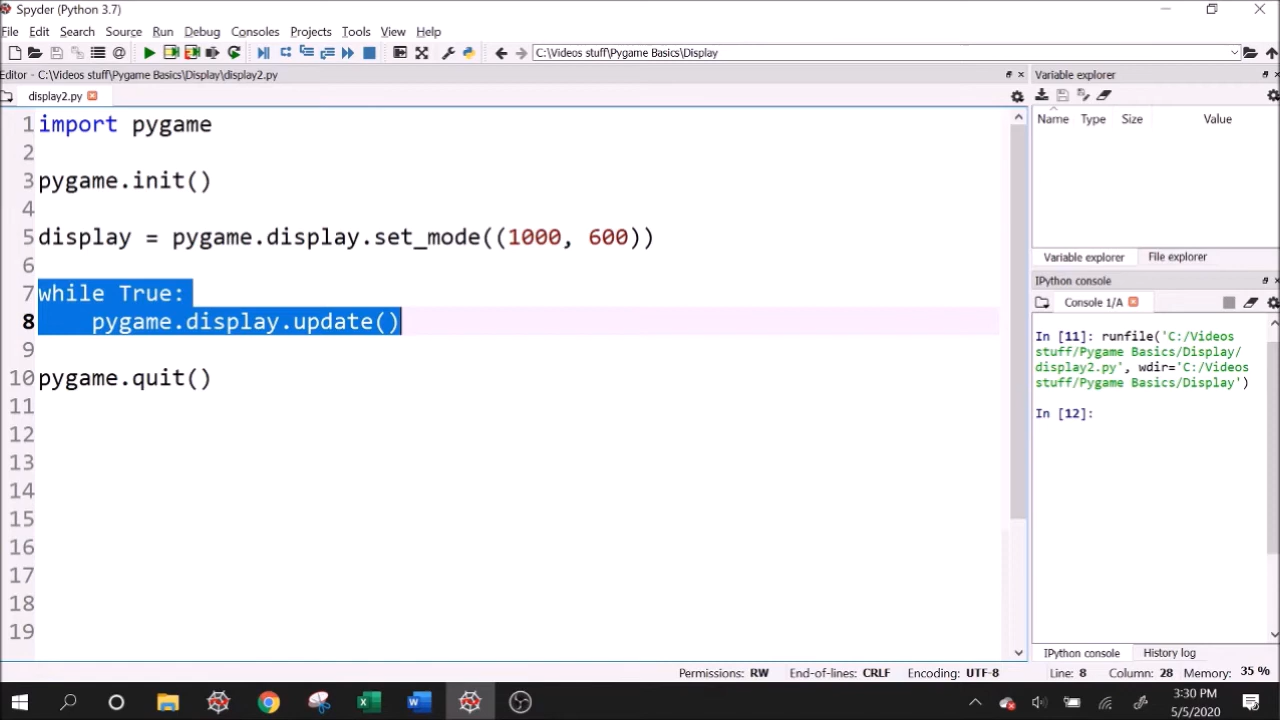 Spyder (Python 3.7)
File Edit Search Source Run Debug Consoles Projects Tools View Help
C:\Videos stuff\Pygame Basics\Display
Editor - C:\Videos stuff\Pygame Basics\Display\display2.py
display2.py
1 import pygame
2
3 pygame.init()
4
5 display = pygame.display.set_mode((1000, 600))
6
7 while True:
8     pygame.display.update()
9
10 pygame.quit()
11
12
13
14
15
16
17
18
19
Variable explorer
Name Type Size Value
Variable explorer File explorer
IPython console
Console 1/A
In [11]: runfile('C:/Videos
stuff/Pygame Basics/Display/
display2.py', wdir='C:/Videos
stuff/Pygame Basics/Display')
In [12]:
IPython console History log
Permissions: RW End-of-lines: CRLF Encoding: UTF-8 Line: 8 Column: 28 Memory: 35 %
3:30 PM
5/5/2020